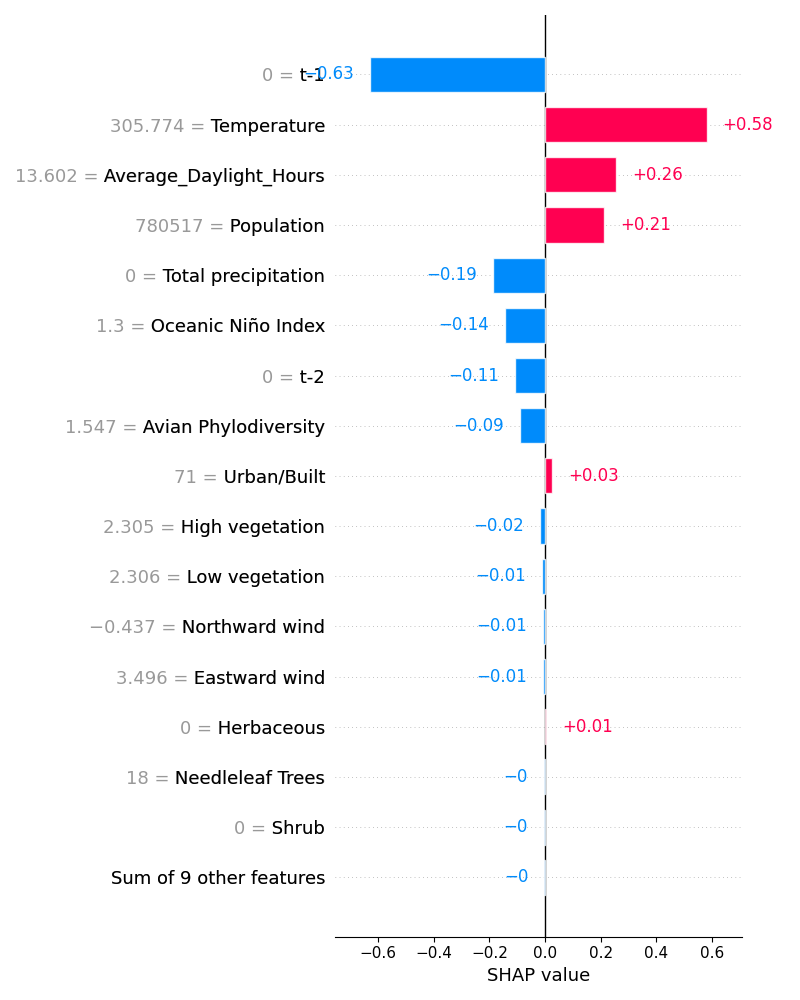 0 = t-1 −0.63
305.774 = Temperature +0.58
13.602 = Average_Daylight_Hours +0.26
780517 = Population +0.21
0 = Total precipitation −0.19
1.3 = Oceanic Niño Index −0.14
0 = t-2 −0.11
1.547 = Avian Phylodiversity −0.09
71 = Urban/Built +0.03
2.305 = High vegetation −0.02
2.306 = Low vegetation −0.01
−0.437 = Northward wind −0.01
3.496 = Eastward wind −0.01
0 = Herbaceous +0.01
18 = Needleleaf Trees −0
0 = Shrub −0
Sum of 9 other features −0
−0.6 −0.4 −0.2 0.0 0.2 0.4 0.6
SHAP value